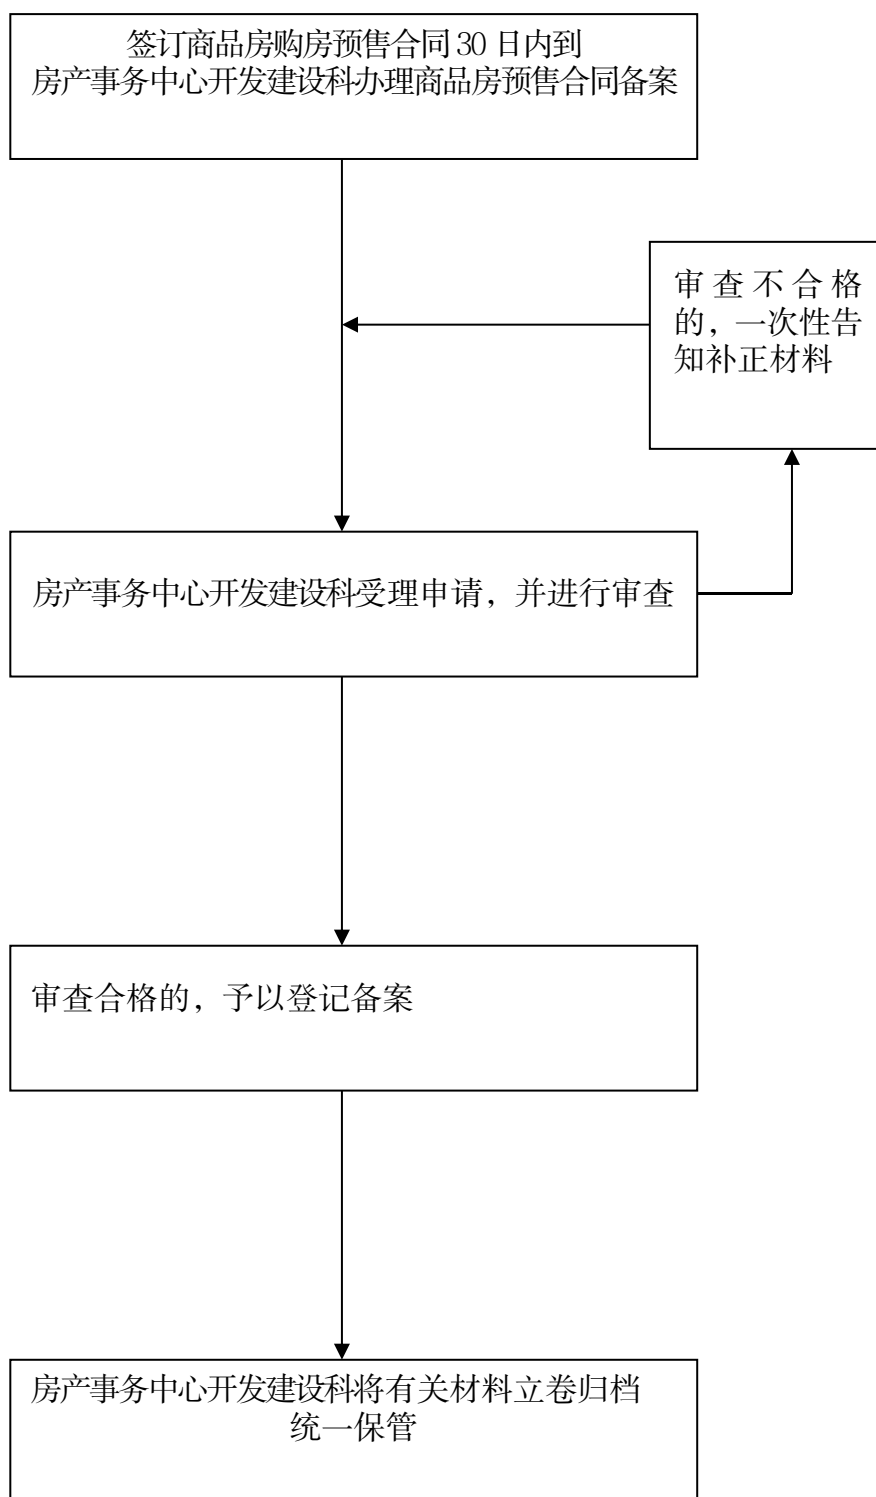 签订商品房购房预售合同30日内到
房产事务中心开发建设科办理商品房预售合同备案
审查不合格
的，一次性告
知补正材料
房产事务中心开发建设科受理申请，并进行审查
审查合格的，予以登记备案
房产事务中心开发建设科将有关材料立卷归档
统一保管